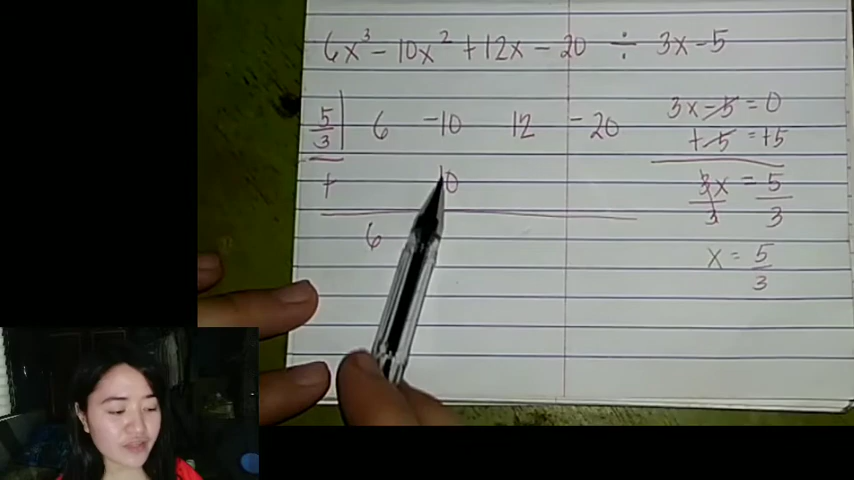 6x³ - 10x² + 12x - 20 ÷ 3x - 5
5/3 | 6 -10 12 -20
+ 10
6
3x - 5 = 0
+5 = +5
3x/3 = 5/3
x = 5/3